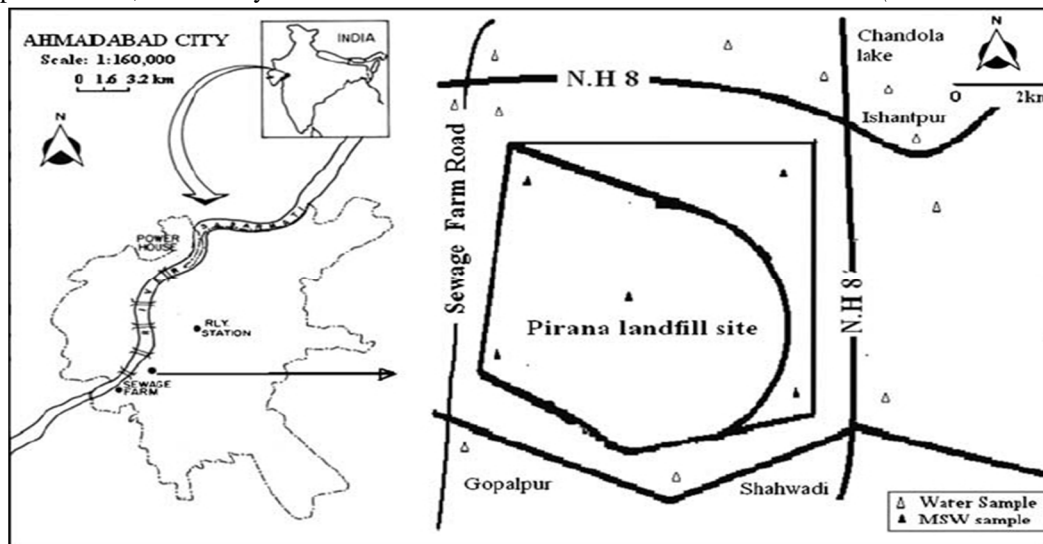 AHMADABAD CITY
Scale: 1:160,000
0 1.6 3.2 km
INDIA
N
POWER
HOUSE
SABARMATI
RIVER
RLY.
STATION
SEWAGE
FARM
N.H 8
Sewage Farm Road
Chandola
lake
N
0 2km
Ishantpur
N.H 8
Pirana landfill site
Gopalpur
Shahwadi
Water Sample
MSW sample